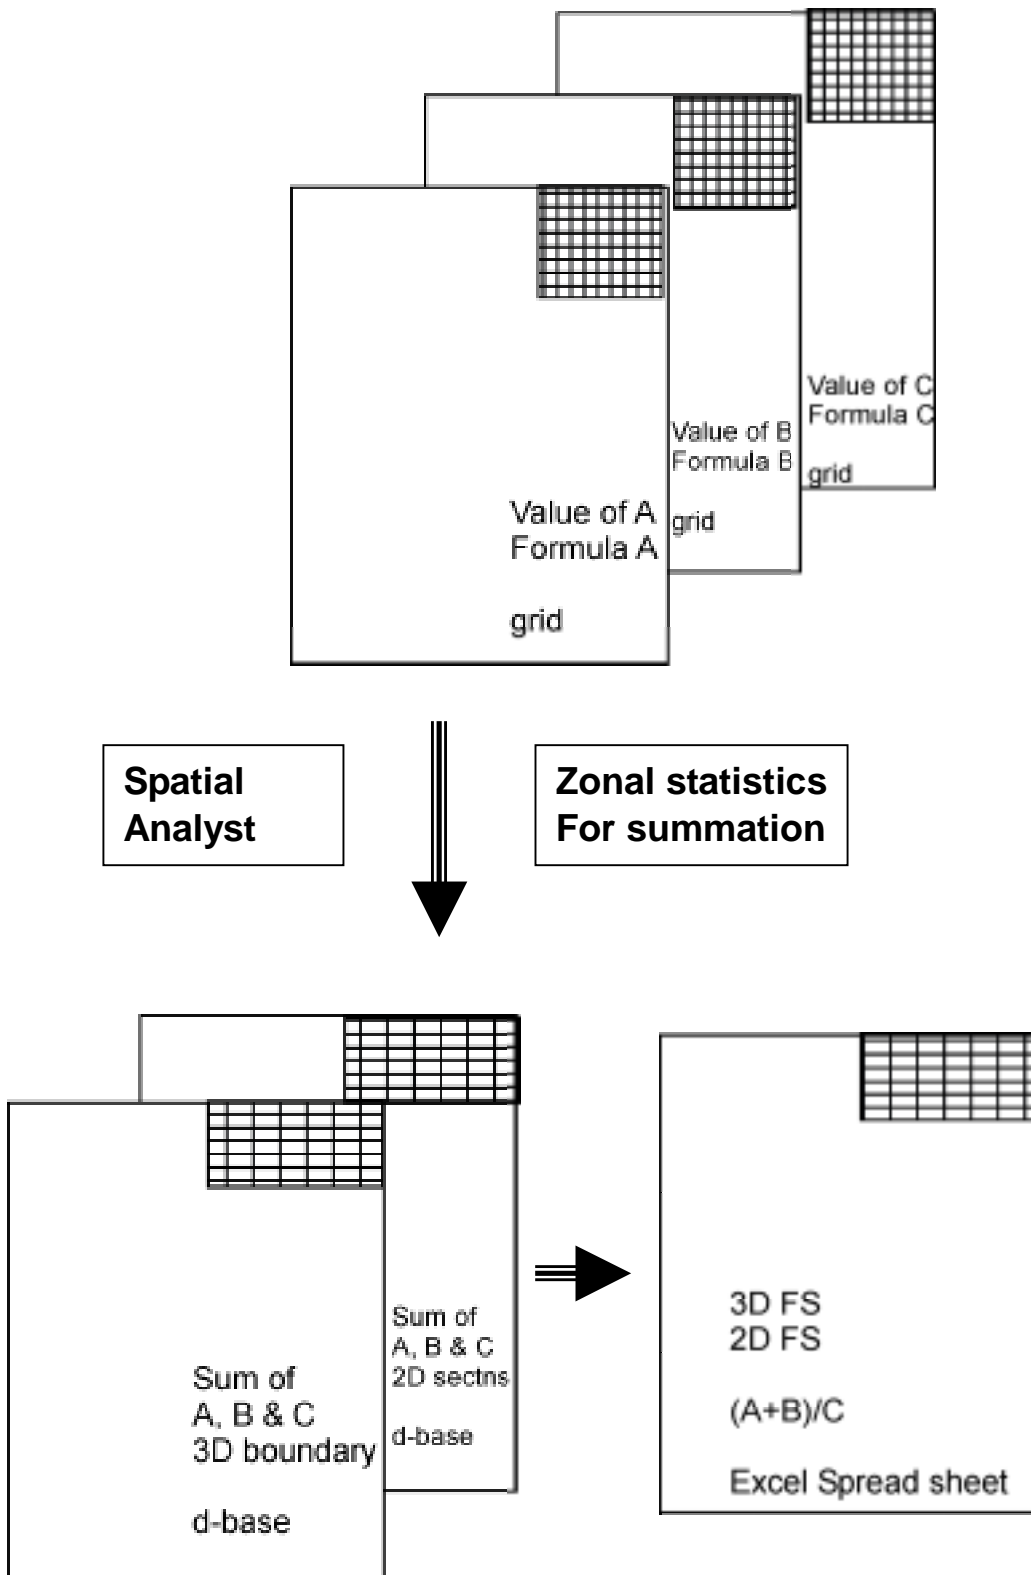 Value of C
Formula C
grid
Value of B
Formula B
grid
Value of A
Formula A
grid
Spatial
Analyst
Zonal statistics
For summation
Sum of
A, B & C
2D sectns
d-base
Sum of
A, B & C
3D boundary
d-base
3D FS
2D FS
(A+B)/C
Excel Spread sheet